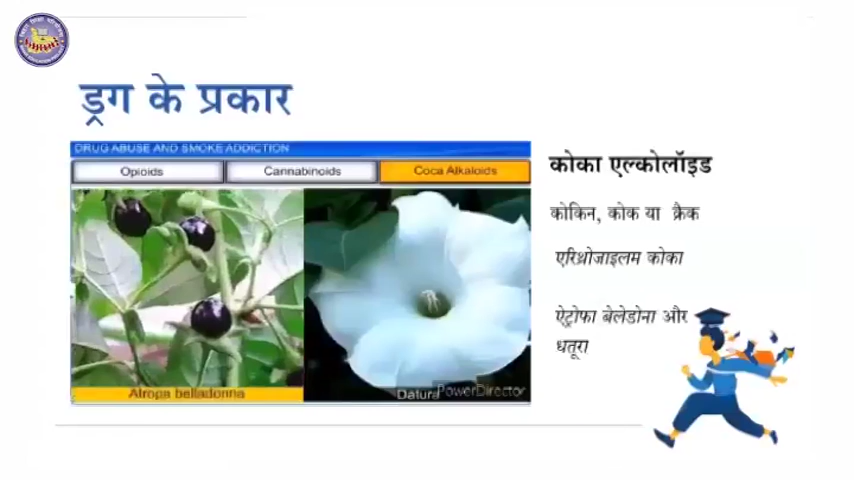 ड्रग के प्रकार
DRUG ABUSE AND SMOKE ADDICTION
Opioids
Cannabinoids
Coca Alkaloids
Atropa belladonna
Datura
PowerDirector
कोका एल्कोलॉइड
कोकिन, कोक या क्रैक
एरिथ्रोजाइलम कोका
ऐट्रोफा बेलेडोना और
धतूरा